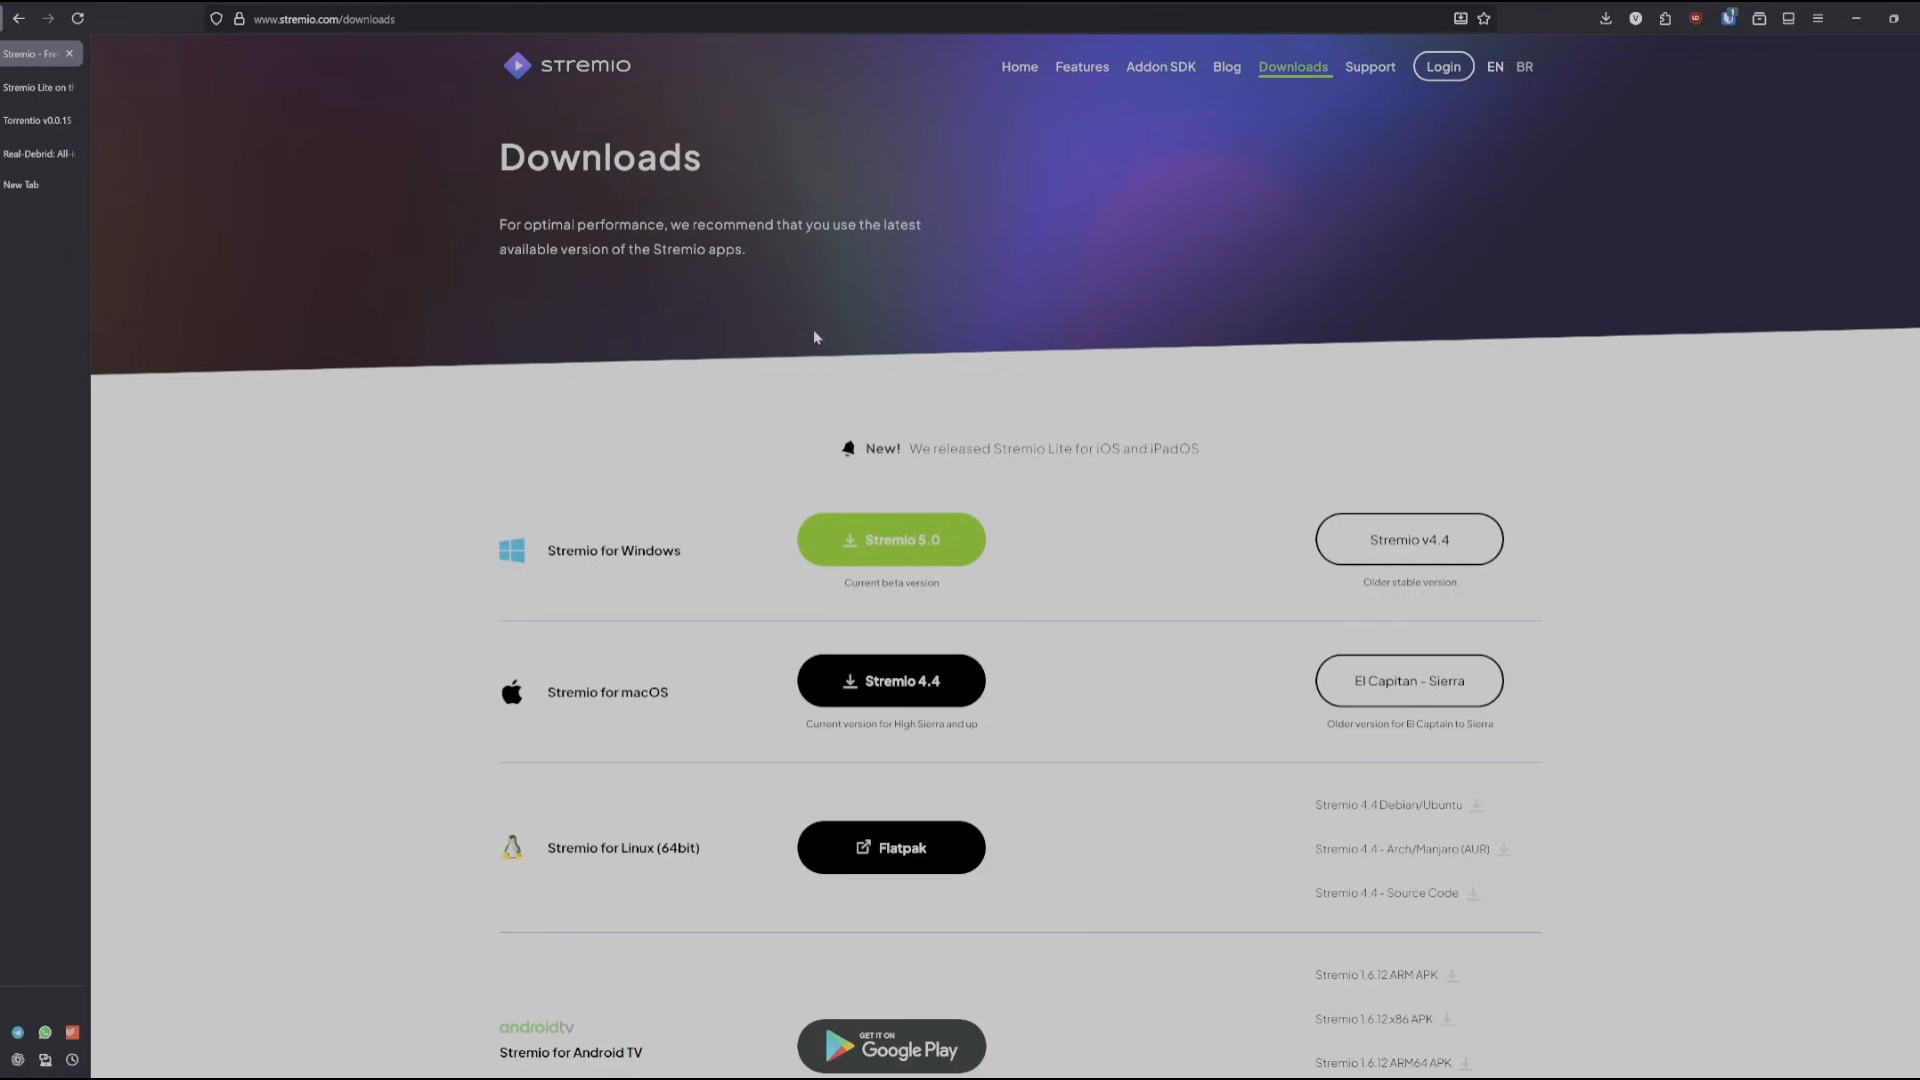 www.stremio.com/downloads
Stremio - Fre
Stremio Lite on th
Torrentio v0.0.15
Real-Debrid: All-i
New Tab
STREMIO
Home Features Addon SDK Blog Downloads Support Login EN BR
Downloads
For optimal performance, we recommend that you use the latest
available version of the Stremio apps.
New! We released Stremio Lite for iOS and iPadOS
Stremio for Windows
Stremio 5.0
Current beta version
Stremio v4.4
Older stable version
Stremio for macOS
Stremio 4.4
Current version for High Sierra and up
El Capitan - Sierra
Older version for El Captain to Sierra
Stremio for Linux (64bit)
Flatpak
Stremio 4.4 Debian/Ubuntu
Stremio 4.4 - Arch/Manjaro (AUR)
Stremio 4.4 - Source Code
androidtv
Stremio for Android TV
GET IT ON
Google Play
Stremio 1.6.12 ARM APK
Stremio 1.6.12 x86 APK
Stremio 1.6.12 ARM64 APK